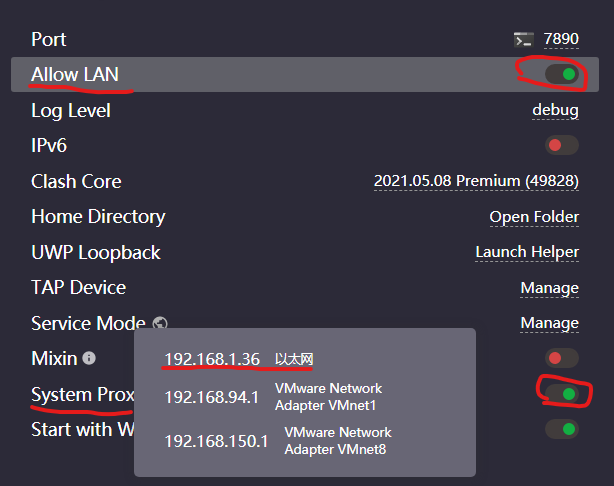 Port 7890
Allow LAN
Log Level debug
IPv6
Clash Core 2021.05.08 Premium (49828)
Home Directory Open Folder
UWP Loopback Launch Helper
TAP Device Manage
Service Mode Manage
Mixin
System Prox
Start with W
192.168.1.36 以太网
192.168.94.1 VMware Network
Adapter VMnet1
192.168.150.1 VMware Network
Adapter VMnet8